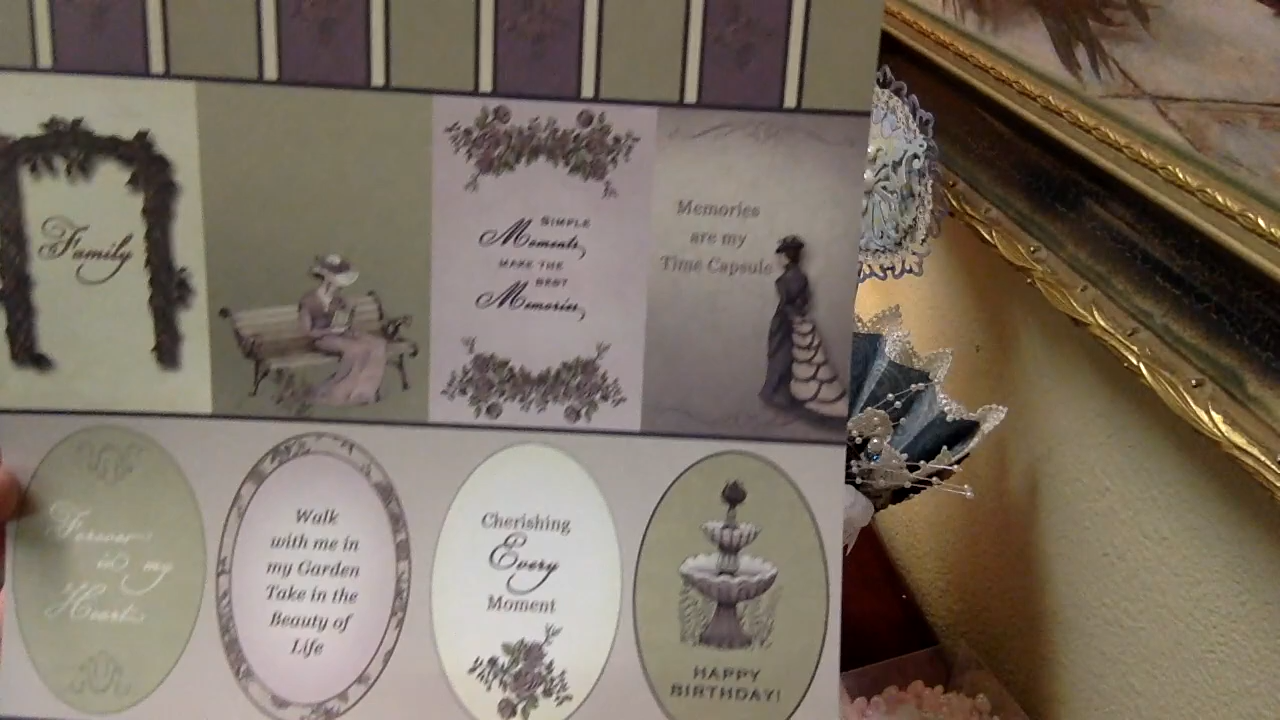 Family
SIMPLE
Moments,
MAKE THE
BEST
Memories,
Memories
are my
Time Capsule
Forever
in my
Heart
Walk
with me in
my Garden
Take in the
Beauty of
Life
Cherishing
Every
Moment
HAPPY
BIRTHDAY!